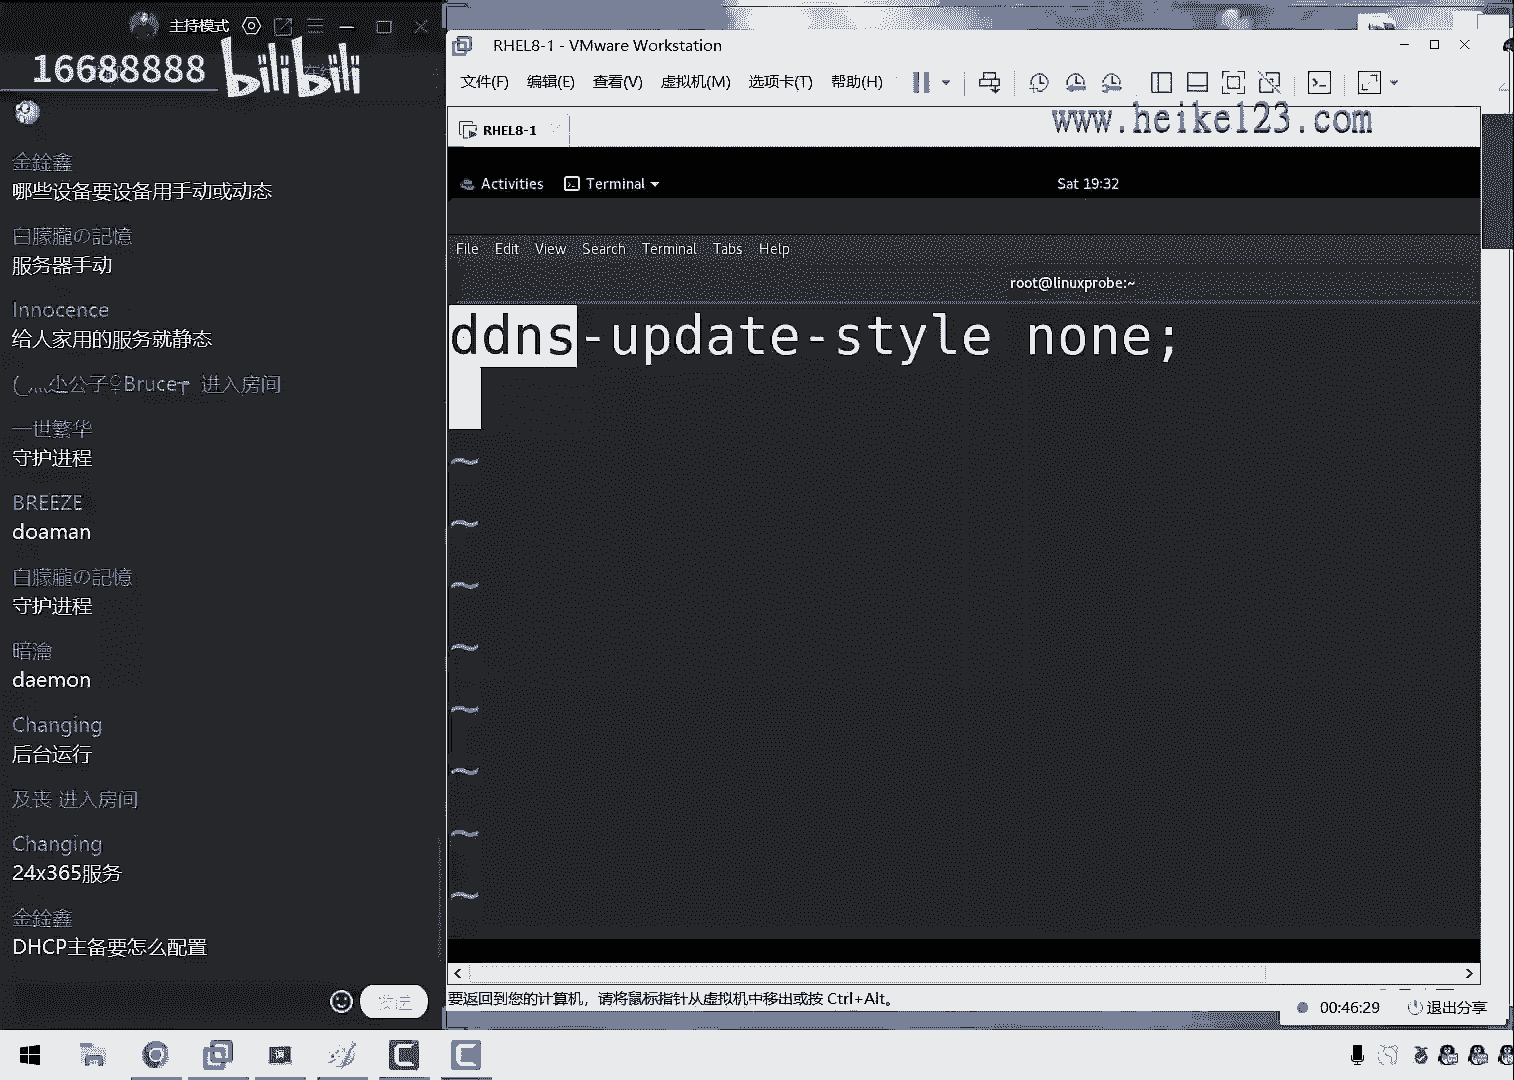 主持模式
16688888 bilibili
金銓鑫
哪些设备要设备用手动或动态
白朦朧の記憶
服务器手动
Innocence
给人家用的服务就静态
公子♀Bruce 进入房间
一世繁华
守护进程
BREEZE
doaman
白朦朧の記憶
守护进程
暗瀹
daemon
Changing
后台运行
及丧 进入房间
Changing
24x365服务
金銓鑫
DHCP主备要怎么配置
发送
RHEL8-1 - VMware Workstation
文件(F) 编辑(E) 查看(V) 虚拟机(M) 选项卡(T) 帮助(H)
www.heike123.com
RHEL8-1
Activities Terminal Sat 19:32
File Edit View Search Terminal Tabs Help
root@linuxprobe:~
ddns-update-style none;
~
~
~
~
~
~
~
~
要返回到您的计算机，请将鼠标指针从虚拟机中移出或按 Ctrl+Alt。
00:46:29 退出分享